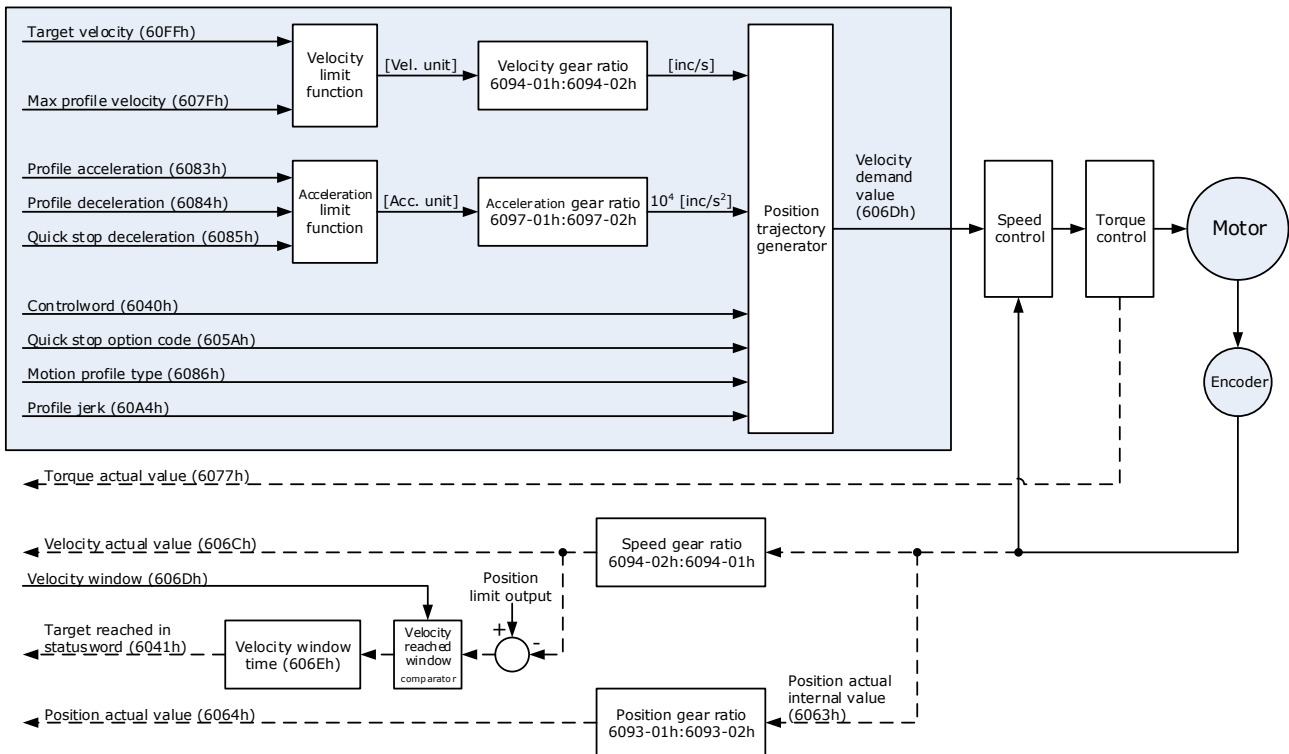 Target velocity (60FFh)
Velocity
limit
function
[Vel. unit]
Velocity gear ratio
6094-01h:6094-02h
[inc/s]
Max profile velocity (607Fh)
Profile acceleration (6083h)
Profile deceleration (6084h)
Quick stop deceleration (6085h)
Acceleration
limit
function
[Acc. unit]
Acceleration gear ratio
6097-01h:6097-02h
10⁴ [inc/s²]
Position
trajectory
generator
Velocity
demand
value
(606Dh)
Speed
control
Torque
control
Motor
Encoder
Controlword (6040h)
Quick stop option code (605Ah)
Motion profile type (6086h)
Profile jerk (60A4h)
Torque actual value (6077h)
Velocity actual value (606Ch)
Speed gear ratio
6094-02h:6094-01h
Velocity window (606Dh)
Position
limit output
+
-
Target reached in
statusword (6041h)
Velocity window
time (606Eh)
Velocity
reached
window
comparator
Position actual
internal value
(6063h)
Position actual value (6064h)
Position gear ratio
6093-01h:6093-02h